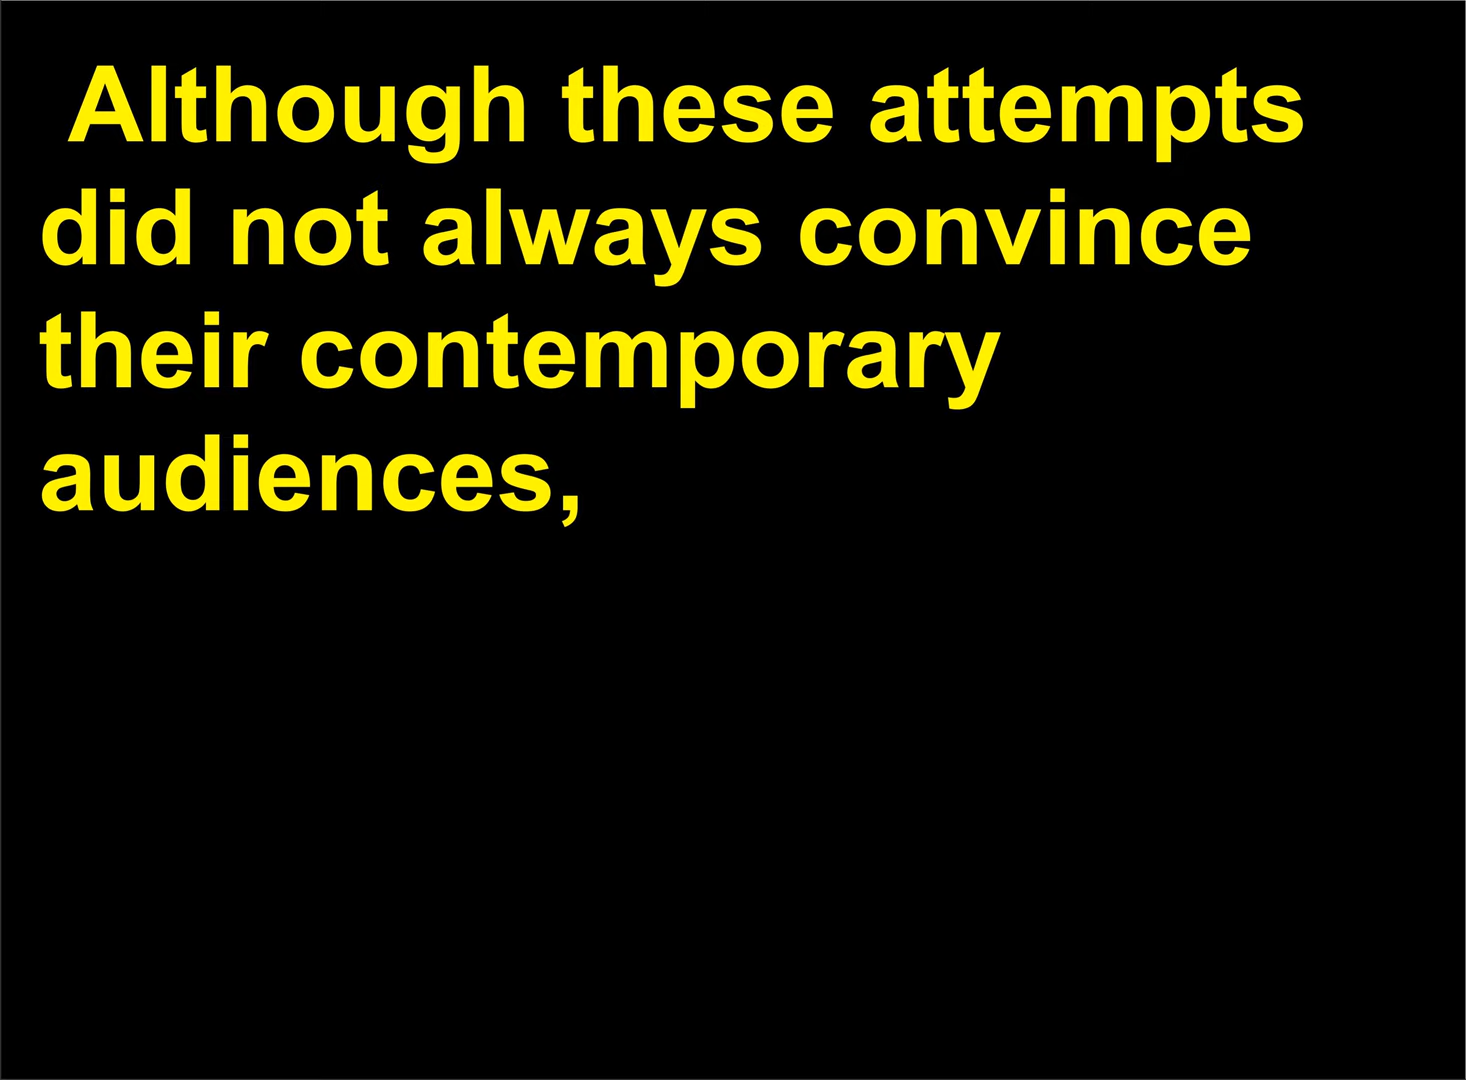 Although these attempts
did not always convince
their contemporary
audiences,